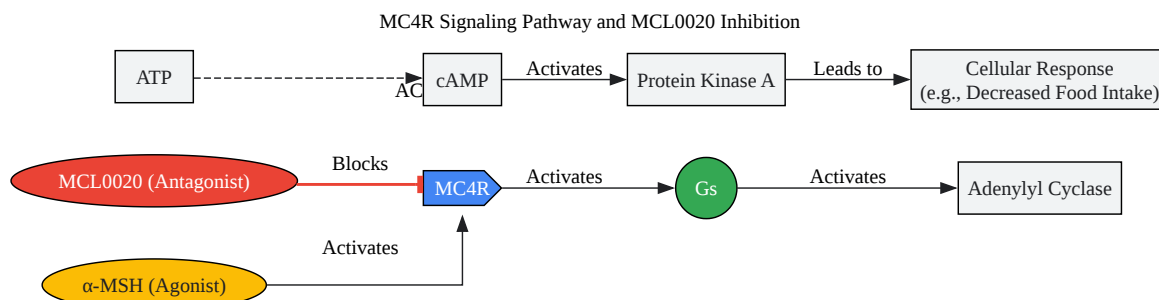 MC4R Signaling Pathway and MCL0020 Inhibition
ATP
AC
cAMP
Activates
Protein Kinase A
Leads to
Cellular Response
(e.g., Decreased Food Intake)
MCL0020 (Antagonist)
Blocks
MC4R
Activates
Gs
Activates
Adenylyl Cyclase
Activates
α-MSH (Agonist)